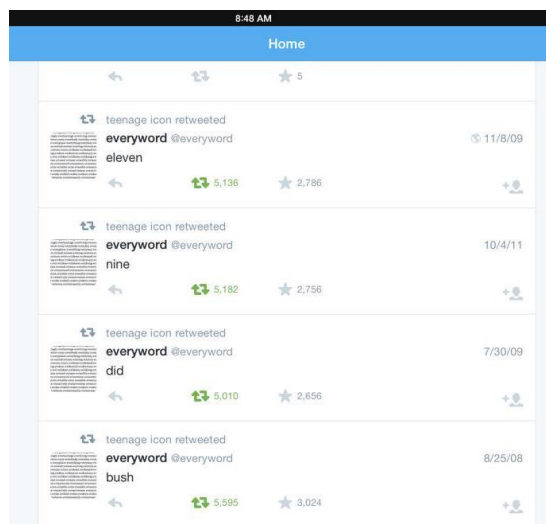 8:48 AM
Home
5
teenage icon retweeted
everyword @everyword 11/8/09
eleven
5,136 2,786
teenage icon retweeted
everyword @everyword 10/4/11
nine
5,182 2,756
teenage icon retweeted
everyword @everyword 7/30/09
did
5,010 2,656
teenage icon retweeted
everyword @everyword 8/25/08
bush
5,595 3,024